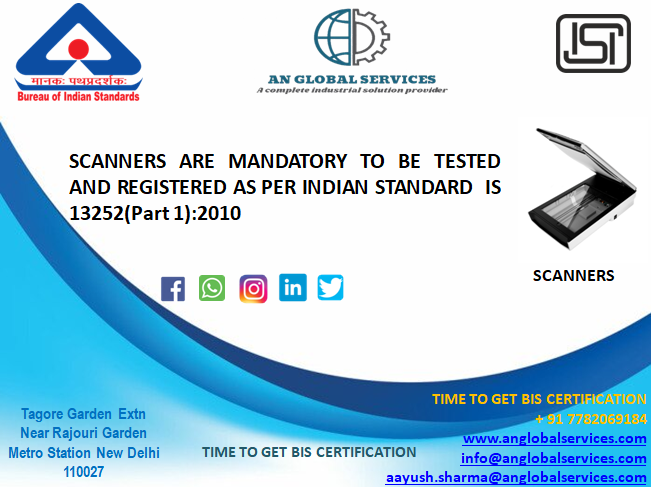 मानकः पथप्रदर्शकः
Bureau of Indian Standards
AN GLOBAL SERVICES
A complete industrial solution provider
ISI
SCANNERS ARE MANDATORY TO BE TESTED
AND REGISTERED AS PER INDIAN STANDARD IS
13252(Part 1):2010
SCANNERS
Tagore Garden Extn
Near Rajouri Garden
Metro Station New Delhi
110027
TIME TO GET BIS CERTIFICATION
TIME TO GET BIS CERTIFICATION
+ 91 7782069184
www.anglobalservices.com
info@anglobalservices.com
aayush.sharma@anglobalservices.com